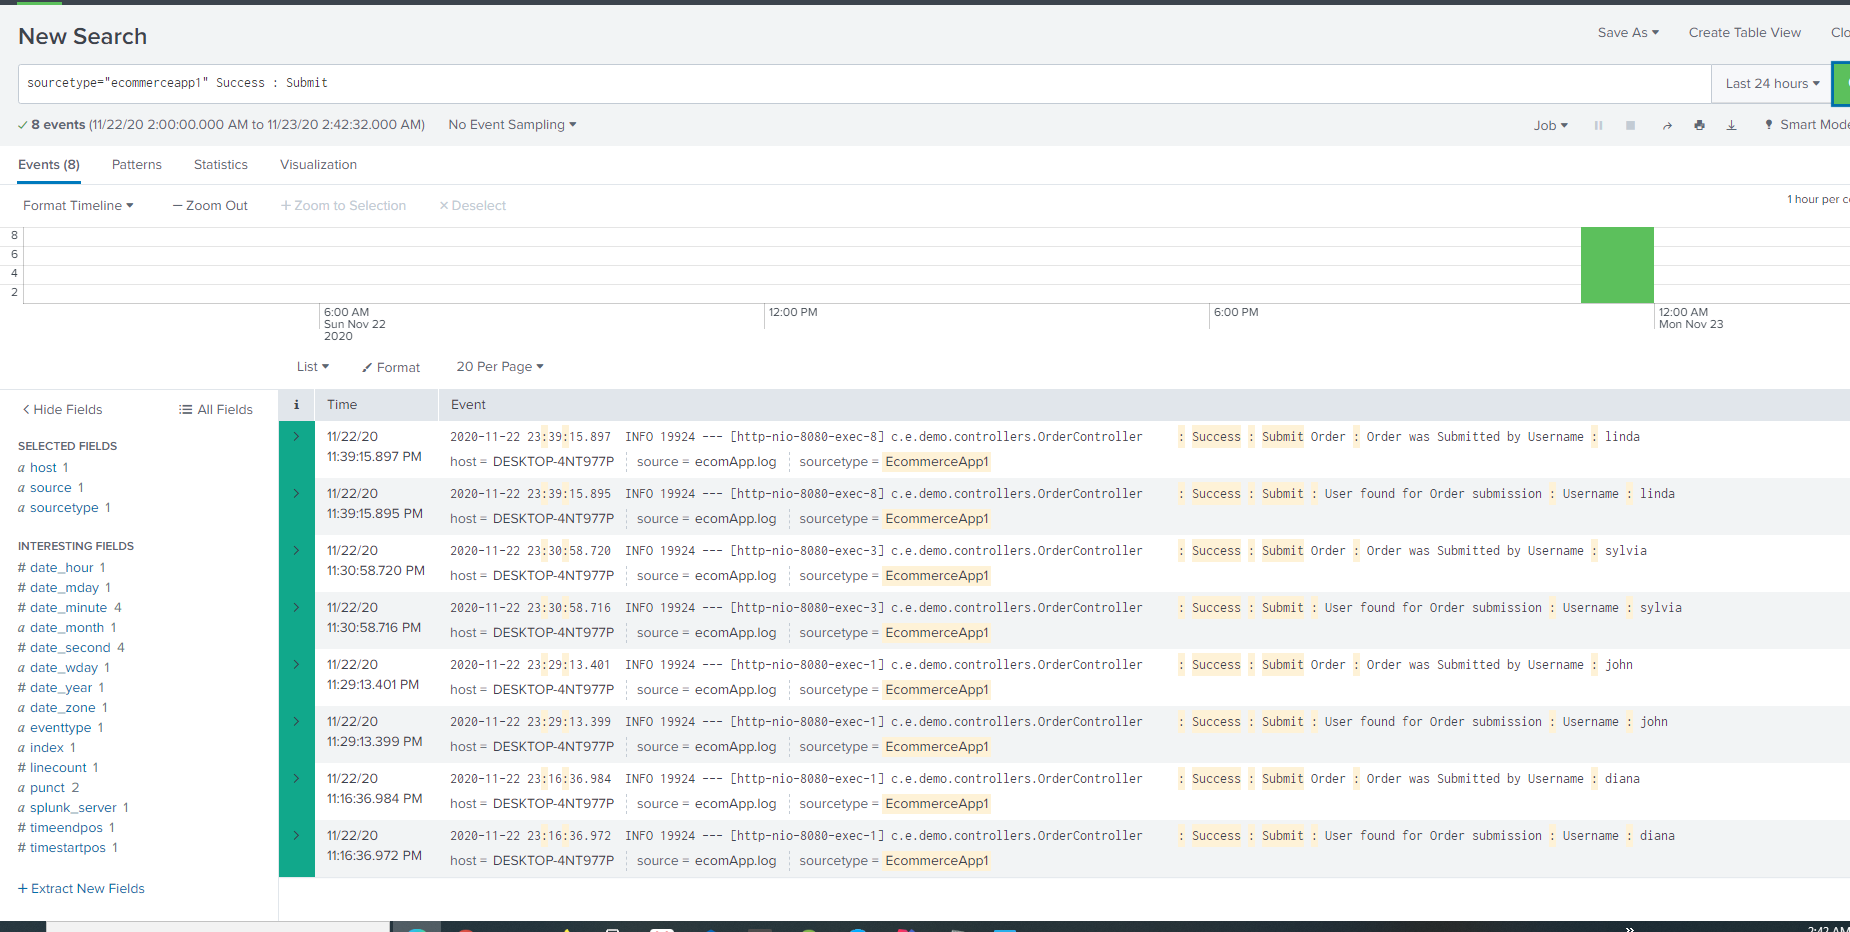 New Search
Save As
Create Table View
sourcetype="ecommerceapp1" Success : Submit
Last 24 hours
8 events (11/22/20 2:00:00.000 AM to 11/23/20 2:42:32.000 AM)
No Event Sampling
Job
Smart Mode
Events (8)
Patterns
Statistics
Visualization
Format Timeline
— Zoom Out
+ Zoom to Selection
× Deselect
1 hour per
8
6
4
2
6:00 AM
Sun Nov 22
2020
12:00 PM
6:00 PM
12:00 AM
Mon Nov 23
List
Format
20 Per Page
< Hide Fields
All Fields
SELECTED FIELDS
a host 1
a source 1
a sourcetype 1
INTERESTING FIELDS
# date_hour 1
# date_mday 1
# date_minute 4
a date_month 1
# date_second 4
a date_wday 1
# date_year 1
a date_zone 1
a eventtype 1
a index 1
# linecount 1
a punct 2
a splunk_server 1
# timeendpos 1
# timestartpos 1
+ Extract New Fields
i Time Event
11/22/20
11:39:15.897 PM
2020-11-22 23:39:15.897 INFO 19924 --- [http-nio-8080-exec-8] c.e.demo.controllers.OrderController : Success : Submit Order : Order was Submitted by Username : linda
host = DESKTOP-4NT977P source = ecomApp.log sourcetype = EcommerceApp1
11/22/20
11:39:15.895 PM
2020-11-22 23:39:15.895 INFO 19924 --- [http-nio-8080-exec-8] c.e.demo.controllers.OrderController : Success : Submit : User found for Order submission : Username : linda
host = DESKTOP-4NT977P source = ecomApp.log sourcetype = EcommerceApp1
11/22/20
11:30:58.720 PM
2020-11-22 23:30:58.720 INFO 19924 --- [http-nio-8080-exec-3] c.e.demo.controllers.OrderController : Success : Submit Order : Order was Submitted by Username : sylvia
host = DESKTOP-4NT977P source = ecomApp.log sourcetype = EcommerceApp1
11/22/20
11:30:58.716 PM
2020-11-22 23:30:58.716 INFO 19924 --- [http-nio-8080-exec-3] c.e.demo.controllers.OrderController : Success : Submit : User found for Order submission : Username : sylvia
host = DESKTOP-4NT977P source = ecomApp.log sourcetype = EcommerceApp1
11/22/20
11:29:13.401 PM
2020-11-22 23:29:13.401 INFO 19924 --- [http-nio-8080-exec-1] c.e.demo.controllers.OrderController : Success : Submit Order : Order was Submitted by Username : john
host = DESKTOP-4NT977P source = ecomApp.log sourcetype = EcommerceApp1
11/22/20
11:29:13.399 PM
2020-11-22 23:29:13.399 INFO 19924 --- [http-nio-8080-exec-1] c.e.demo.controllers.OrderController : Success : Submit : User found for Order submission : Username : john
host = DESKTOP-4NT977P source = ecomApp.log sourcetype = EcommerceApp1
11/22/20
11:16:36.984 PM
2020-11-22 23:16:36.984 INFO 19924 --- [http-nio-8080-exec-1] c.e.demo.controllers.OrderController : Success : Submit Order : Order was Submitted by Username : diana
host = DESKTOP-4NT977P source = ecomApp.log sourcetype = EcommerceApp1
11/22/20
11:16:36.972 PM
2020-11-22 23:16:36.972 INFO 19924 --- [http-nio-8080-exec-1] c.e.demo.controllers.OrderController : Success : Submit : User found for Order submission : Username : diana
host = DESKTOP-4NT977P source = ecomApp.log sourcetype = EcommerceApp1
2:42 AM